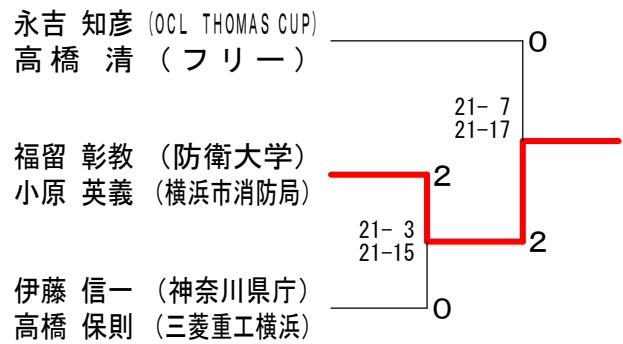 永吉 知彦 (OCL THOMAS CUP)
高橋 清 (フリー)
0
21- 7
21-17
福留 彰教 (防衛大学)
小原 英義 (横浜市消防局)
2
21- 3
21-15
2
伊藤 信一 (神奈川県庁)
高橋 保則 (三菱重工横浜)
0